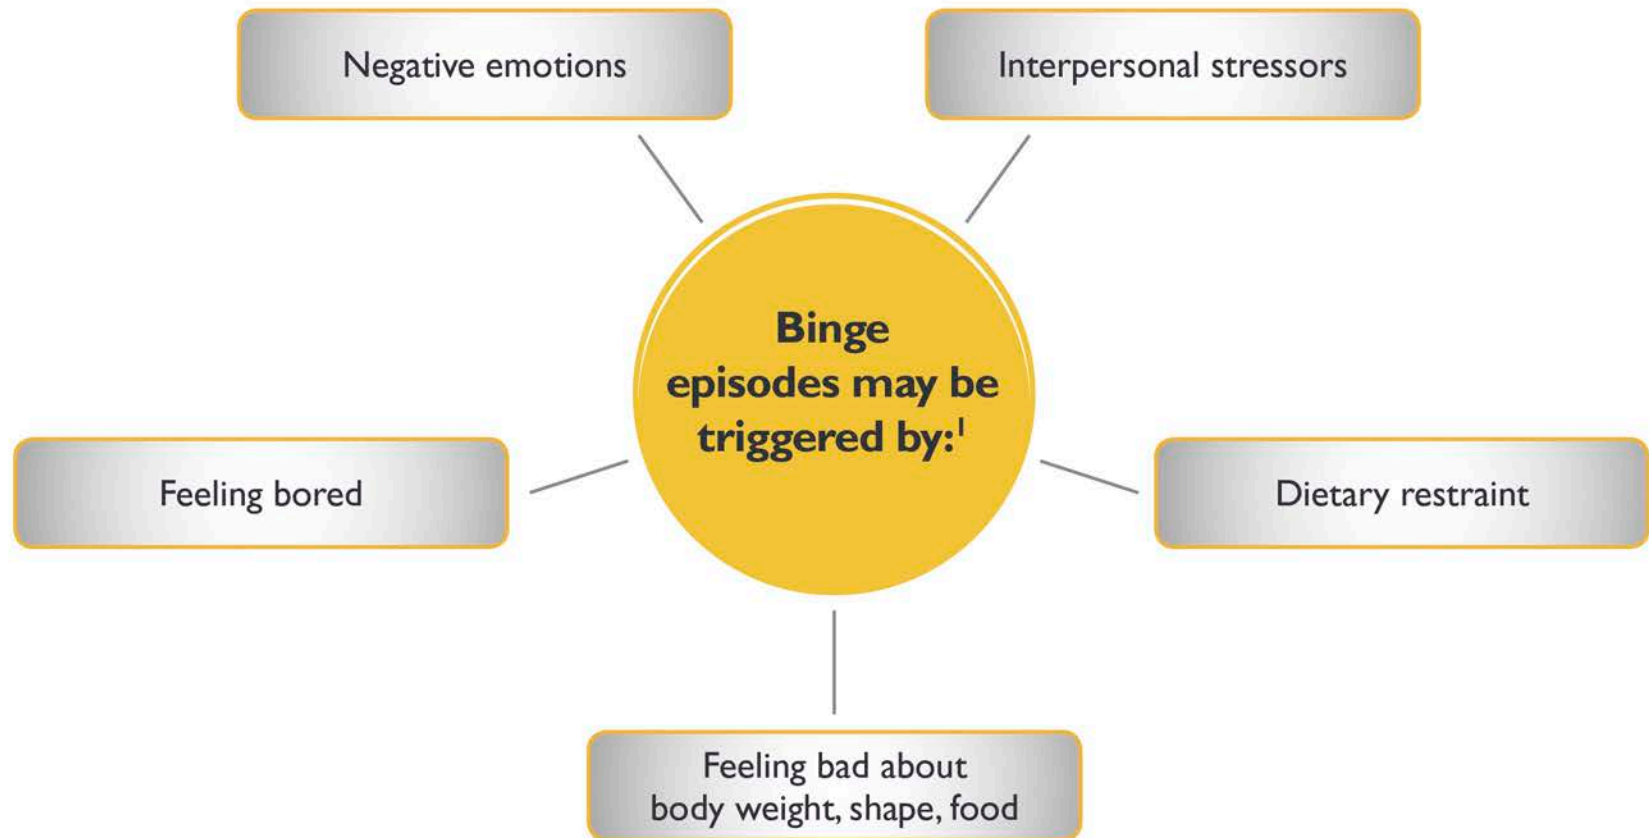 Negative emotions
Interpersonal stressors
Binge
episodes may be
triggered by:¹
Feeling bored
Dietary restraint
Feeling bad about
body weight, shape, food